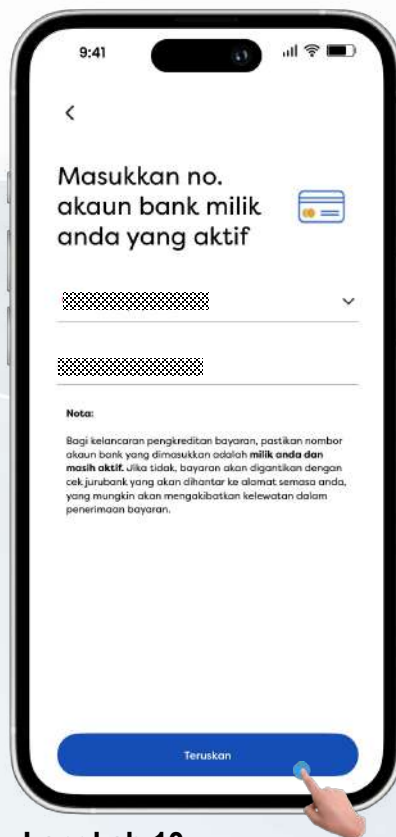 9:41
Masukkan no.
akaun bank milik
anda yang aktif
Nota:
Bagi kelancaran pengkreditan bayaran, pastikan nombor
akaun bank yang dimasukkan adalah milik anda dan
masih aktif. Jika tidak, bayaran akan digantikan dengan
cek jurubank yang akan dihantar ke alamat semasa anda,
yang mungkin akan mengakibatkan kelewatan dalam
penerimaan bayaran.
Teruskan